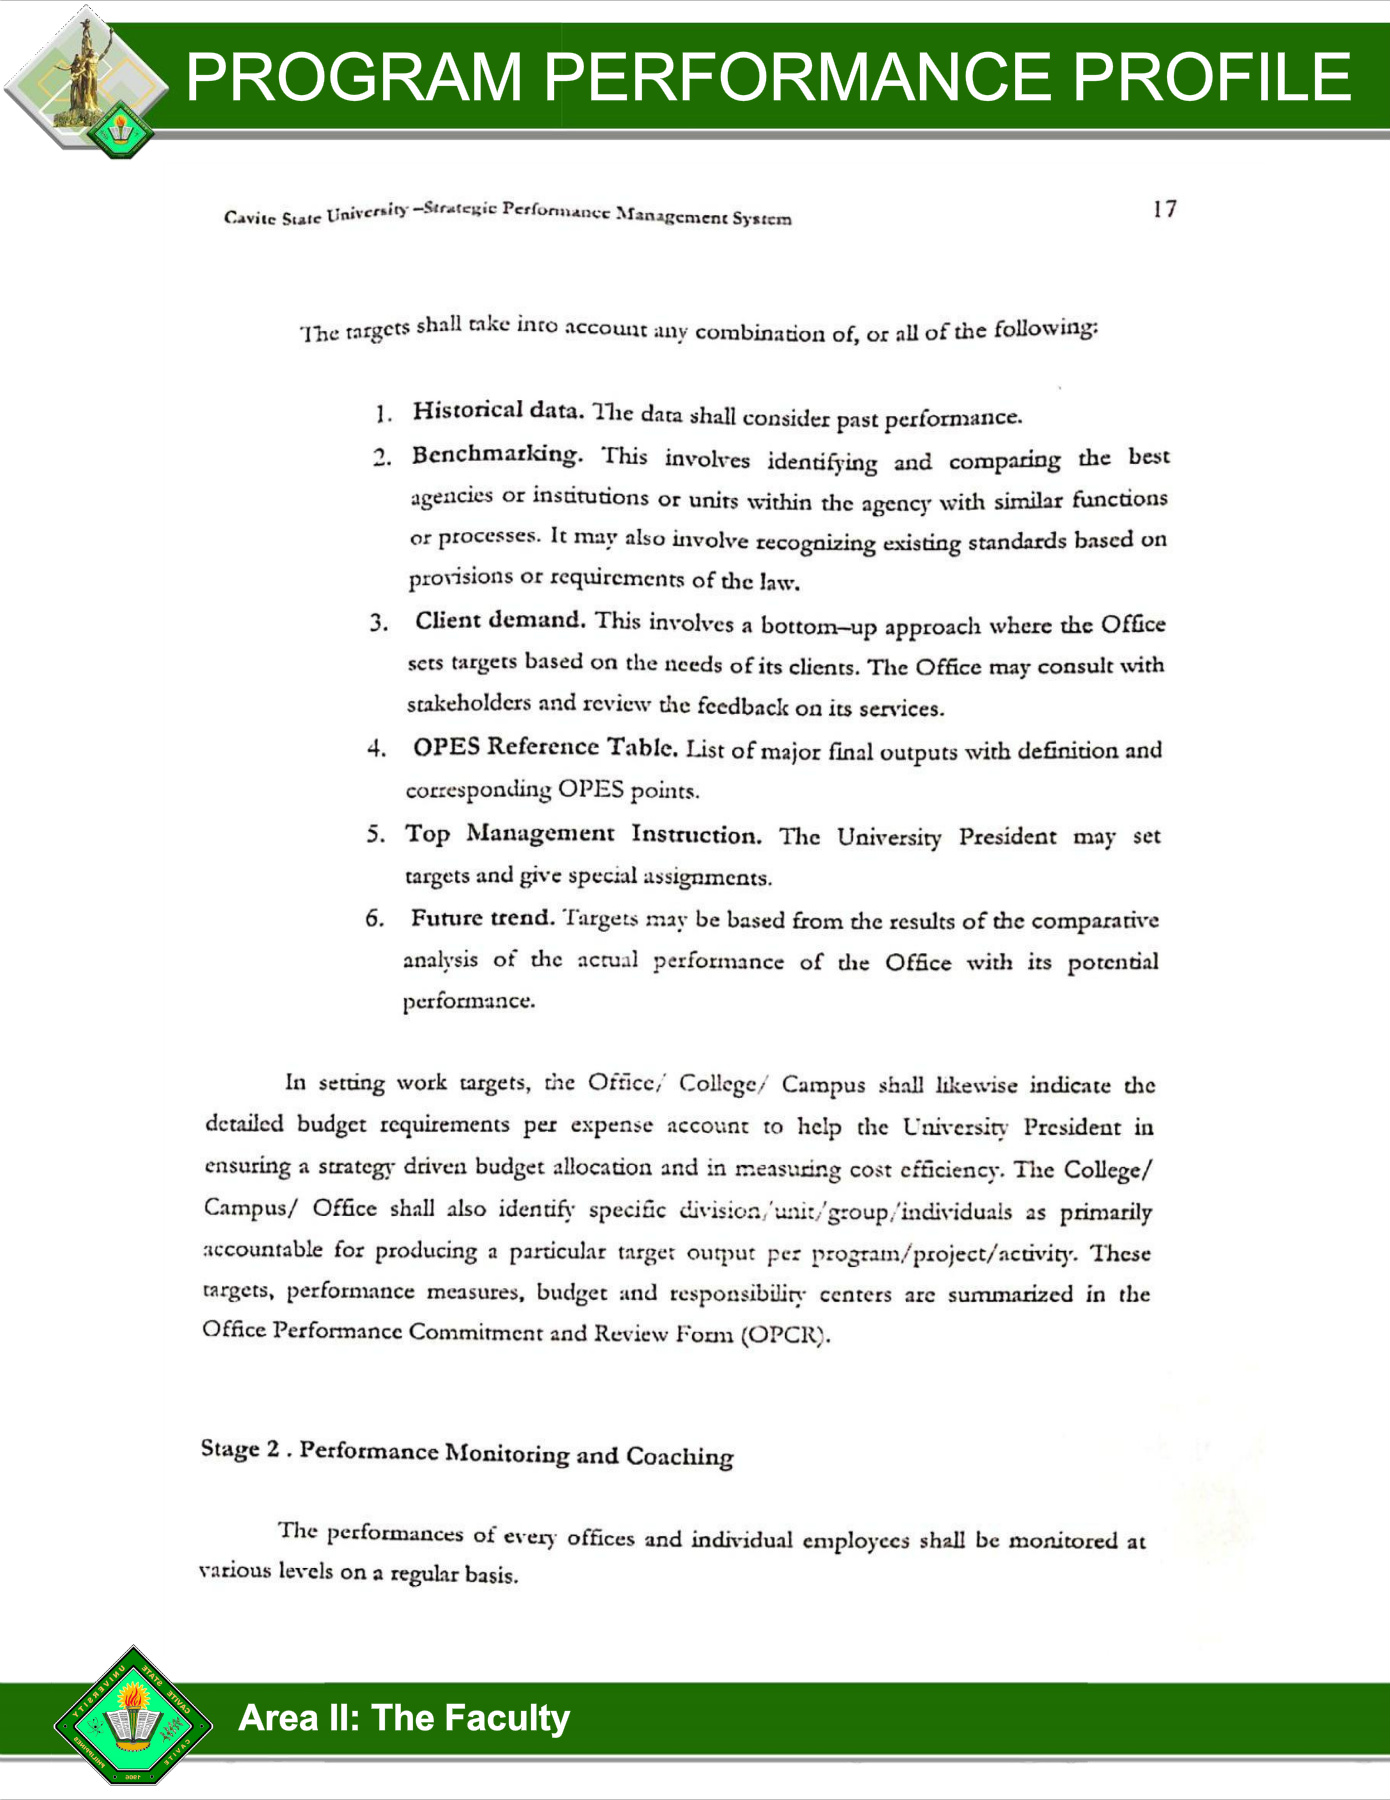 PROGRAM PERFORMANCE PROFILE
Cavite State University –Strategic Performance Management System
17
The targets shall take into account any combination of, or all of the following:
1. Historical data. The data shall consider past performance.
2. Benchmarking. This involves identifying and comparing the best
agencies or institutions or units within the agency with similar functions
or processes. It may also involve recognizing existing standards based on
provisions or requirements of the law.
3. Client demand. This involves a bottom–up approach where the Office
sets targets based on the needs of its clients. The Office may consult with
stakeholders and review the feedback on its services.
4. OPES Reference Table. List of major final outputs with definition and
corresponding OPES points.
5. Top Management Instruction. The University President may set
targets and give special assignments.
6. Future trend. Targets may be based from the results of the comparative
analysis of the actual performance of the Office with its potential
performance.
In setting work targets, the Office/ College/ Campus shall likewise indicate the
detailed budget requirements per expense account to help the University President in
ensuring a strategy driven budget allocation and in measuring cost efficiency. The College/
Campus/ Office shall also identify specific division/unit/group/individuals as primarily
accountable for producing a particular target output per program/project/activity. These
targets, performance measures, budget and responsibility centers are summarized in the
Office Performance Commitment and Review Form (OPCR).
Stage 2 . Performance Monitoring and Coaching
The performances of every offices and individual employees shall be monitored at
various levels on a regular basis.
CAVITE STATE UNIVERSITY
CAVITE PHILIPPINES
1906
Area II: The Faculty